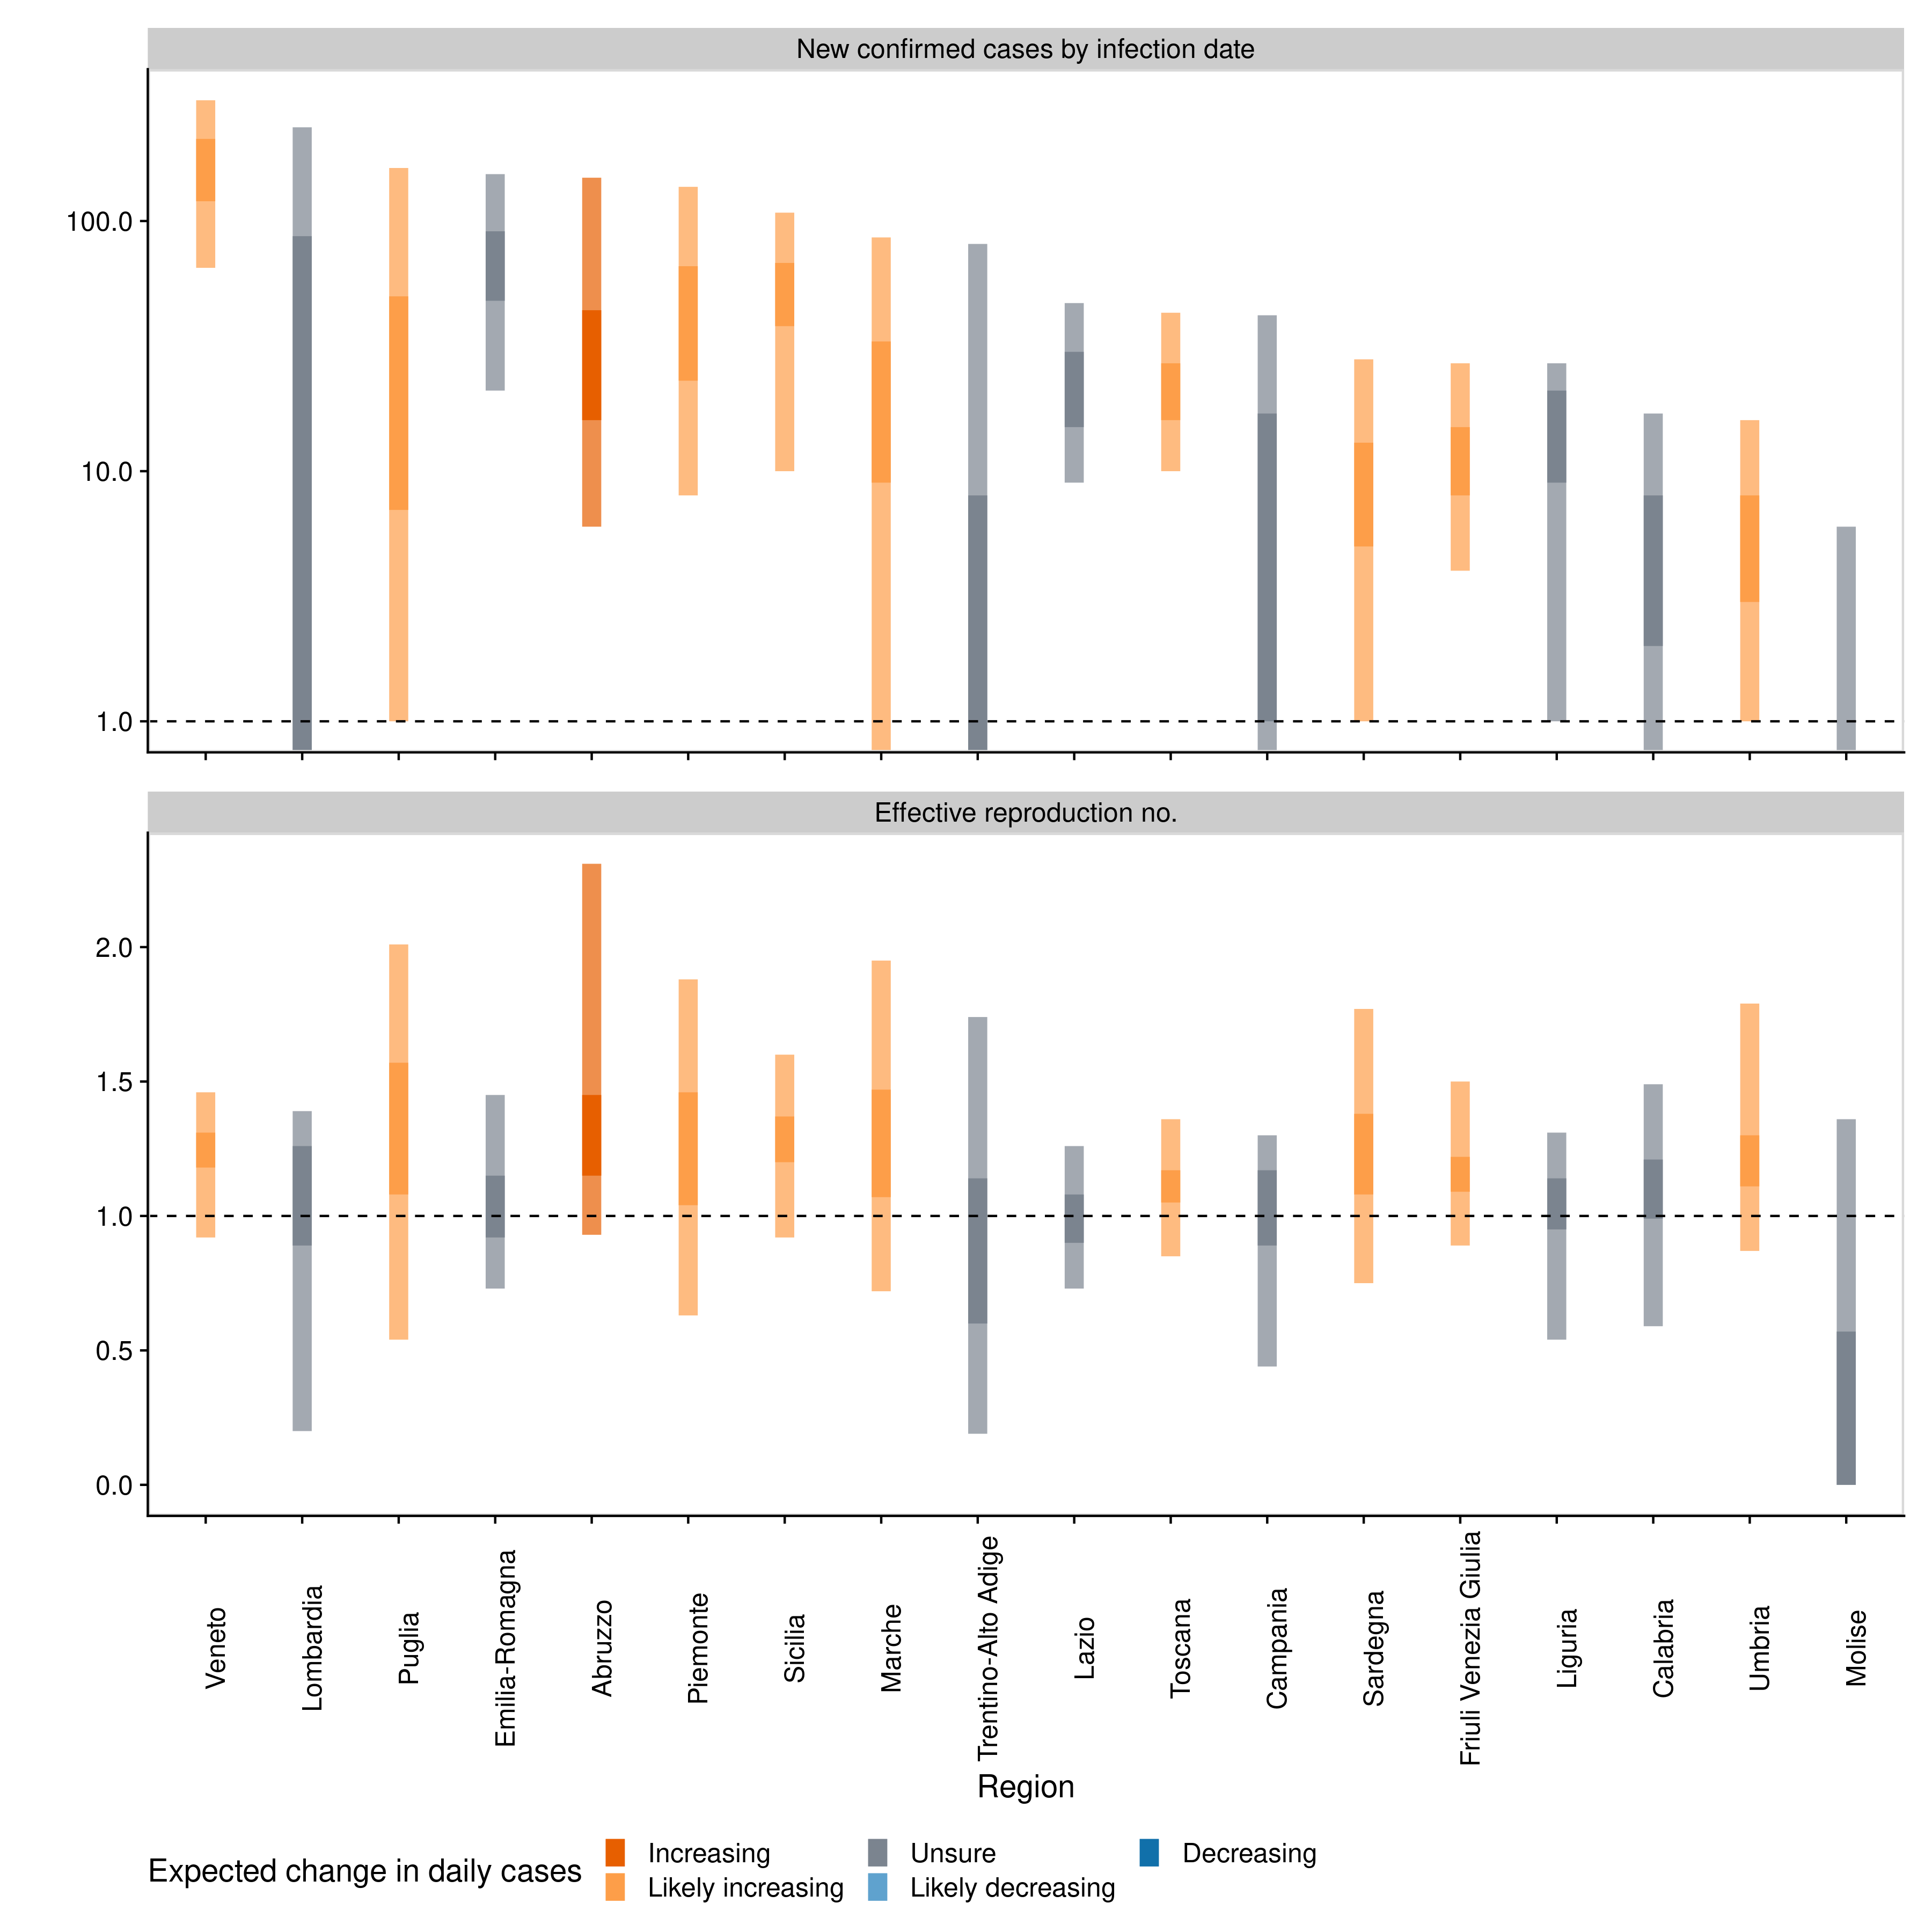 New confirmed cases by infection date
100.0
10.0
1.0
Effective reproduction no.
2.0
1.5
1.0
0.5
0.0
Veneto
Lombardia
Puglia
Emilia-Romagna
Abruzzo
Piemonte
Sicilia
Marche
Trentino-Alto Adige
Lazio
Toscana
Campania
Sardegna
Friuli Venezia Giulia
Liguria
Calabria
Umbria
Molise
Region
Expected change in daily cases
Increasing
Likely increasing
Unsure
Likely decreasing
Decreasing